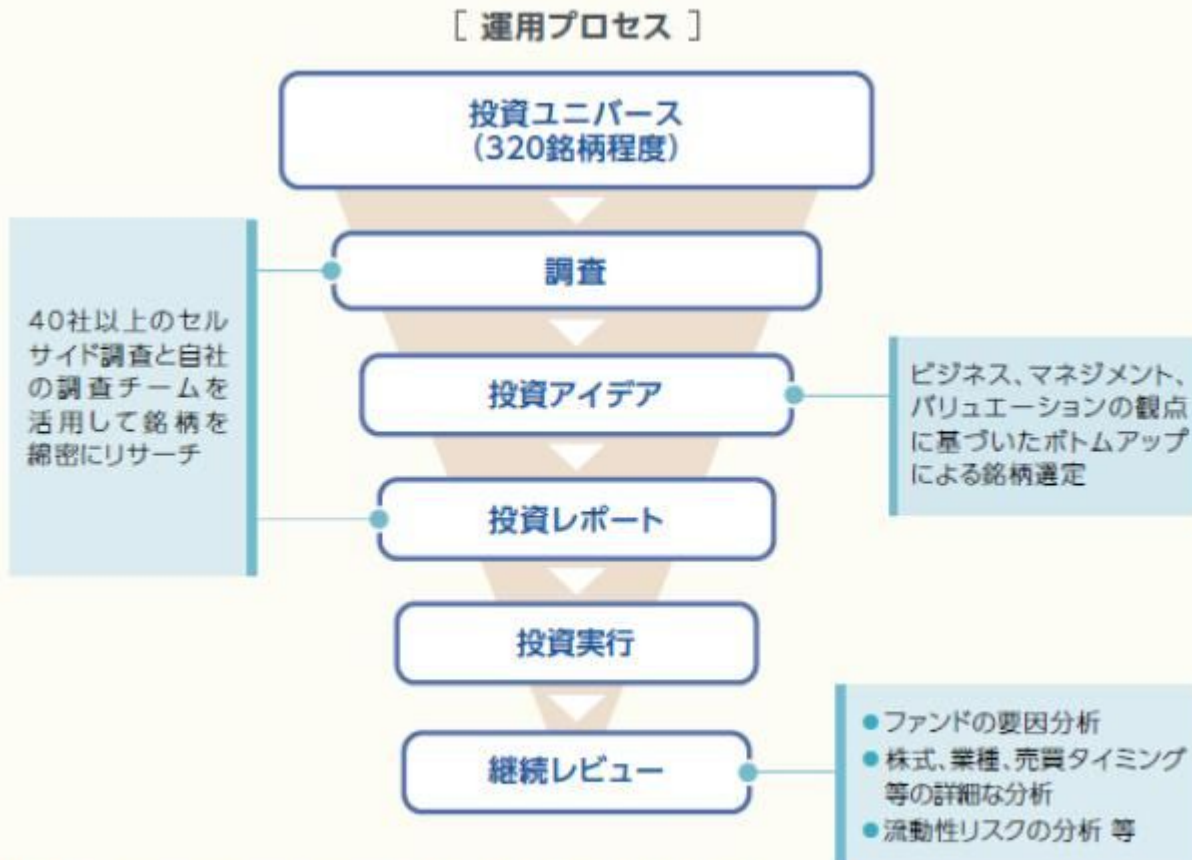 [ 運用プロセス ]
投資ユニバース
(320銘柄程度)
調査
40社以上のセル
サイド調査と自社
の調査チームを
活用して銘柄を
綿密にリサーチ
投資アイデア
ビジネス、マネジメント、
バリュエーションの観点
に基づいたボトムアップ
による銘柄選定
投資レポート
投資実行
継続レビュー
●ファンドの要因分析
●株式、業種、売買タイミング
等の詳細な分析
●流動性リスクの分析 等